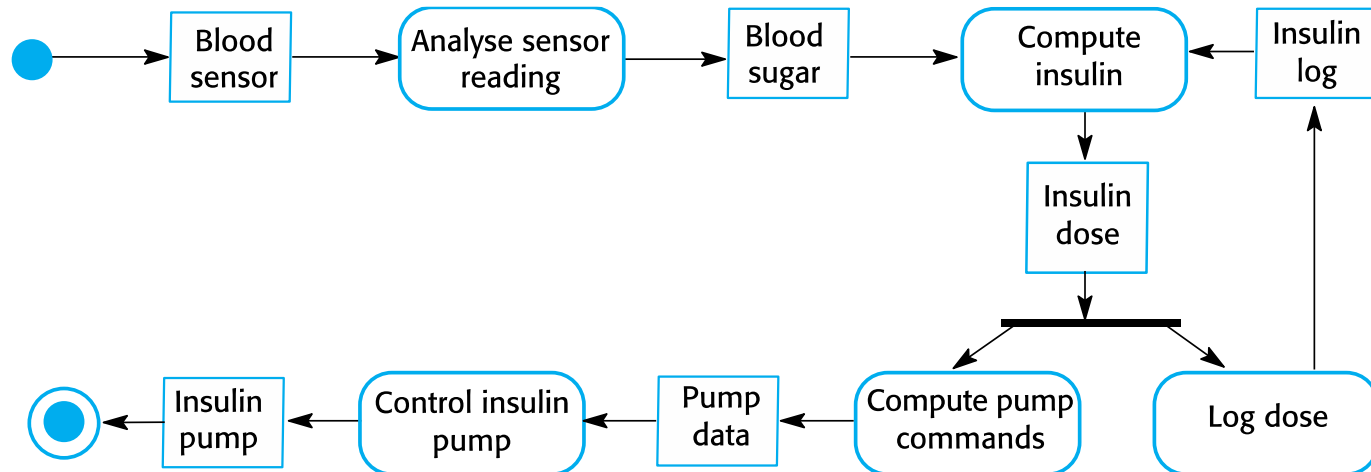 Blood
sensor
Analyse sensor
reading
Blood
sugar
Compute
insulin
Insulin
log
Insulin
dose
Insulin
pump
Control insulin
pump
Pump
data
Compute pump
commands
Log dose